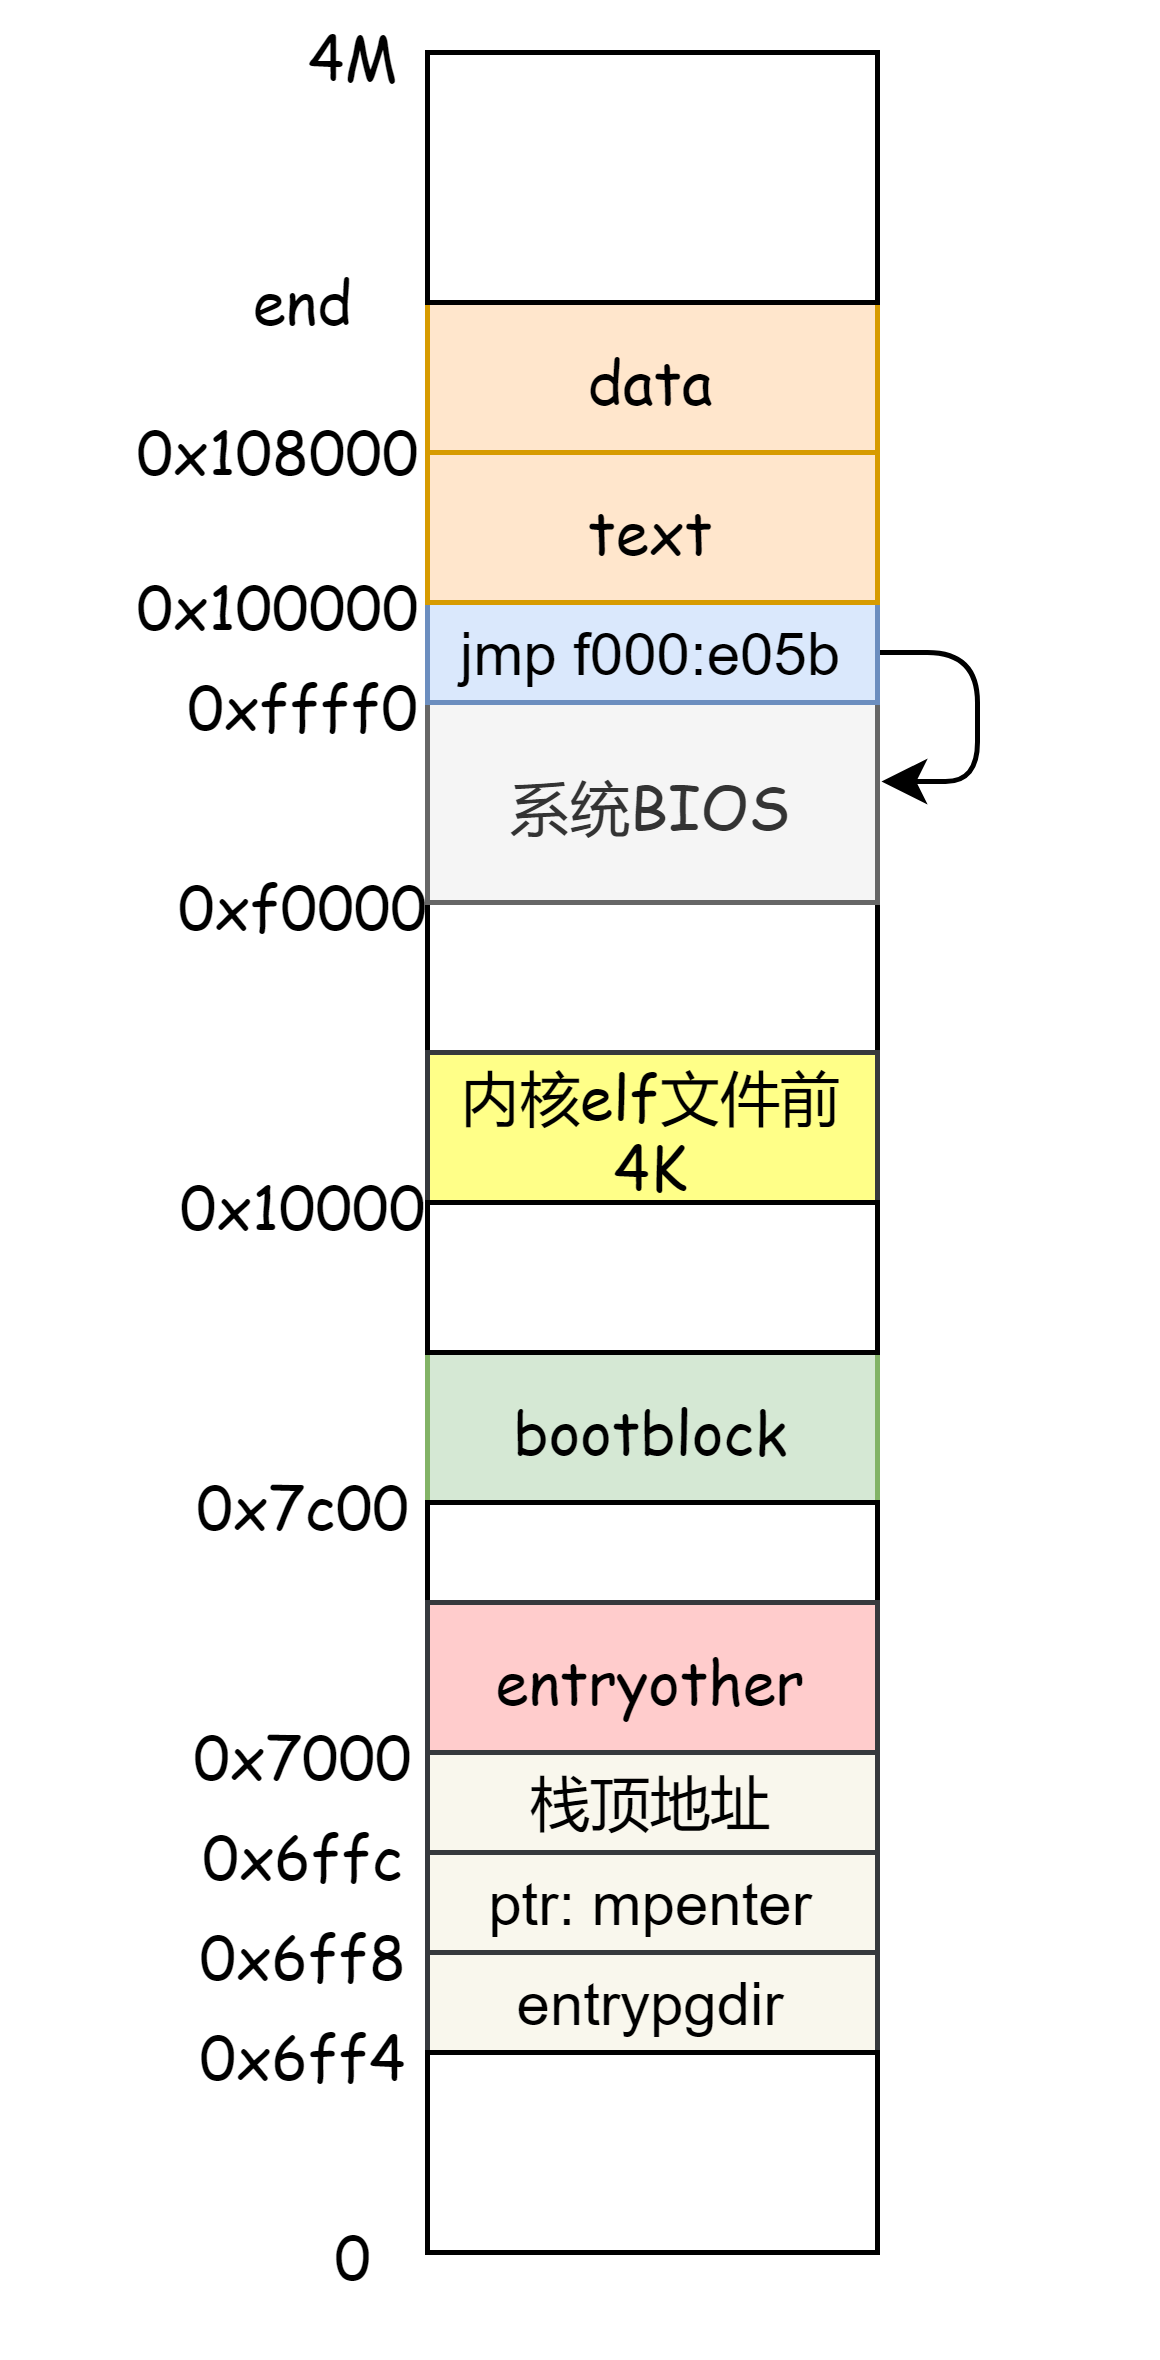 4M
end
data
0x108000
text
0x100000
jmp f000:e05b
0xffff0
系统BIOS
0xf0000
内核elf文件前
4K
0x10000
bootblock
0x7c00
entryother
0x7000
栈顶地址
0x6ffc
ptr: mpenter
0x6ff8
entrypgdir
0x6ff4
0